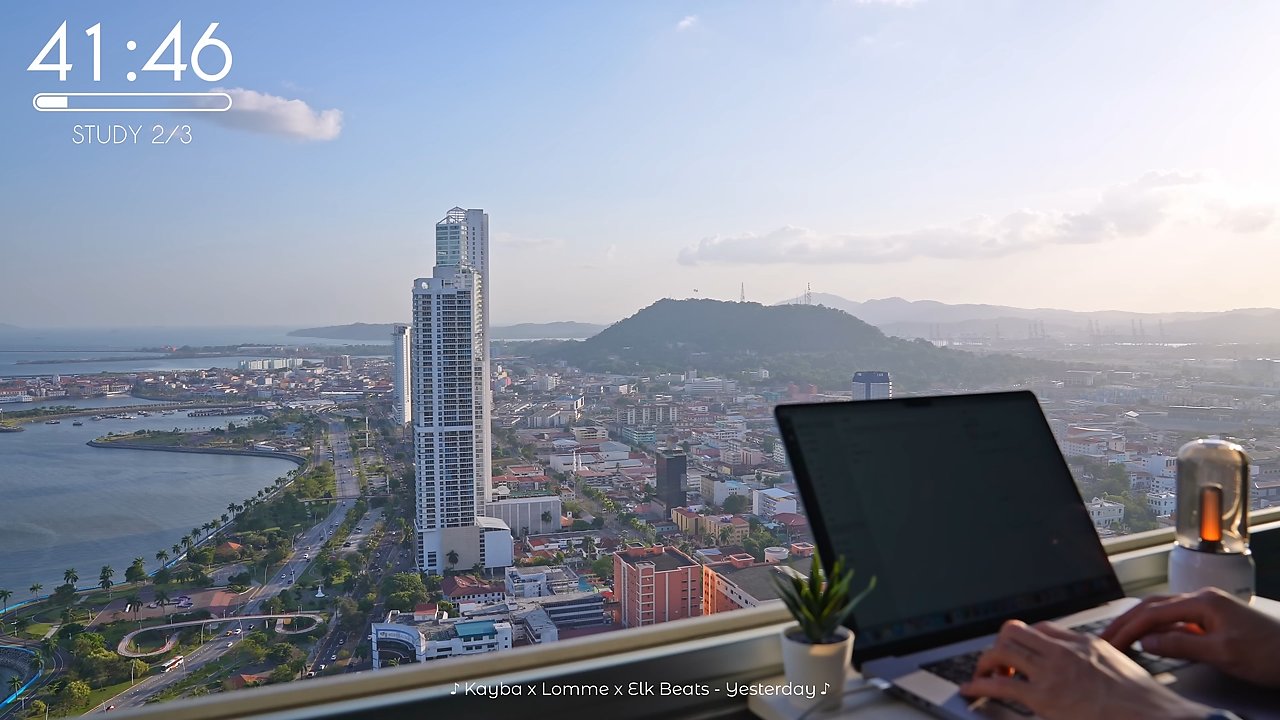 41:46
STUDY 2/3
♪ Kayba x Lomme x Elk Beats - Yesterday ♪